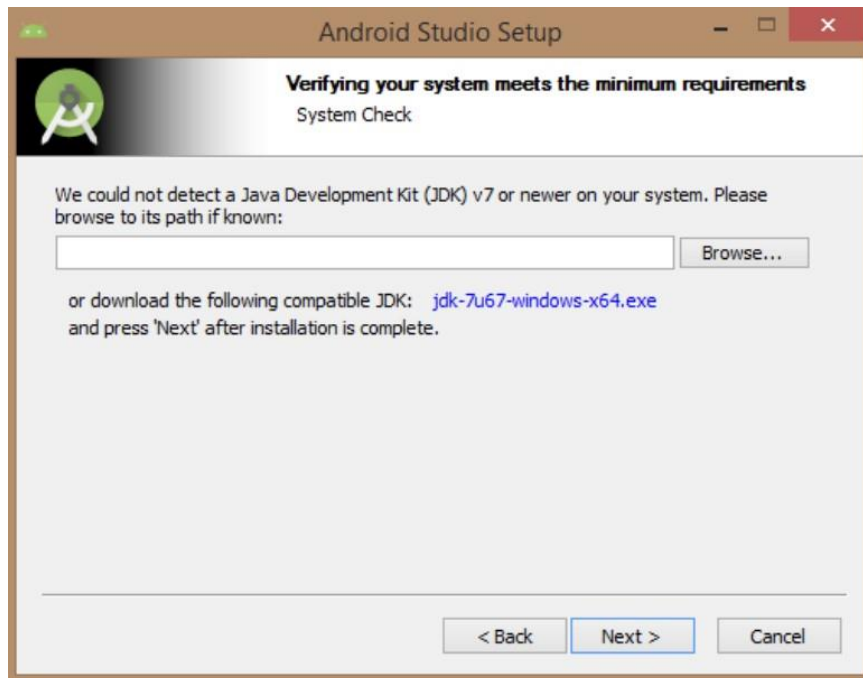 Android Studio Setup
Verifying your system meets the minimum requirements
System Check
We could not detect a Java Development Kit (JDK) v7 or newer on your system. Please
browse to its path if known:
Browse...
or download the following compatible JDK: jdk-7u67-windows-x64.exe
and press 'Next' after installation is complete.
< Back Next > Cancel